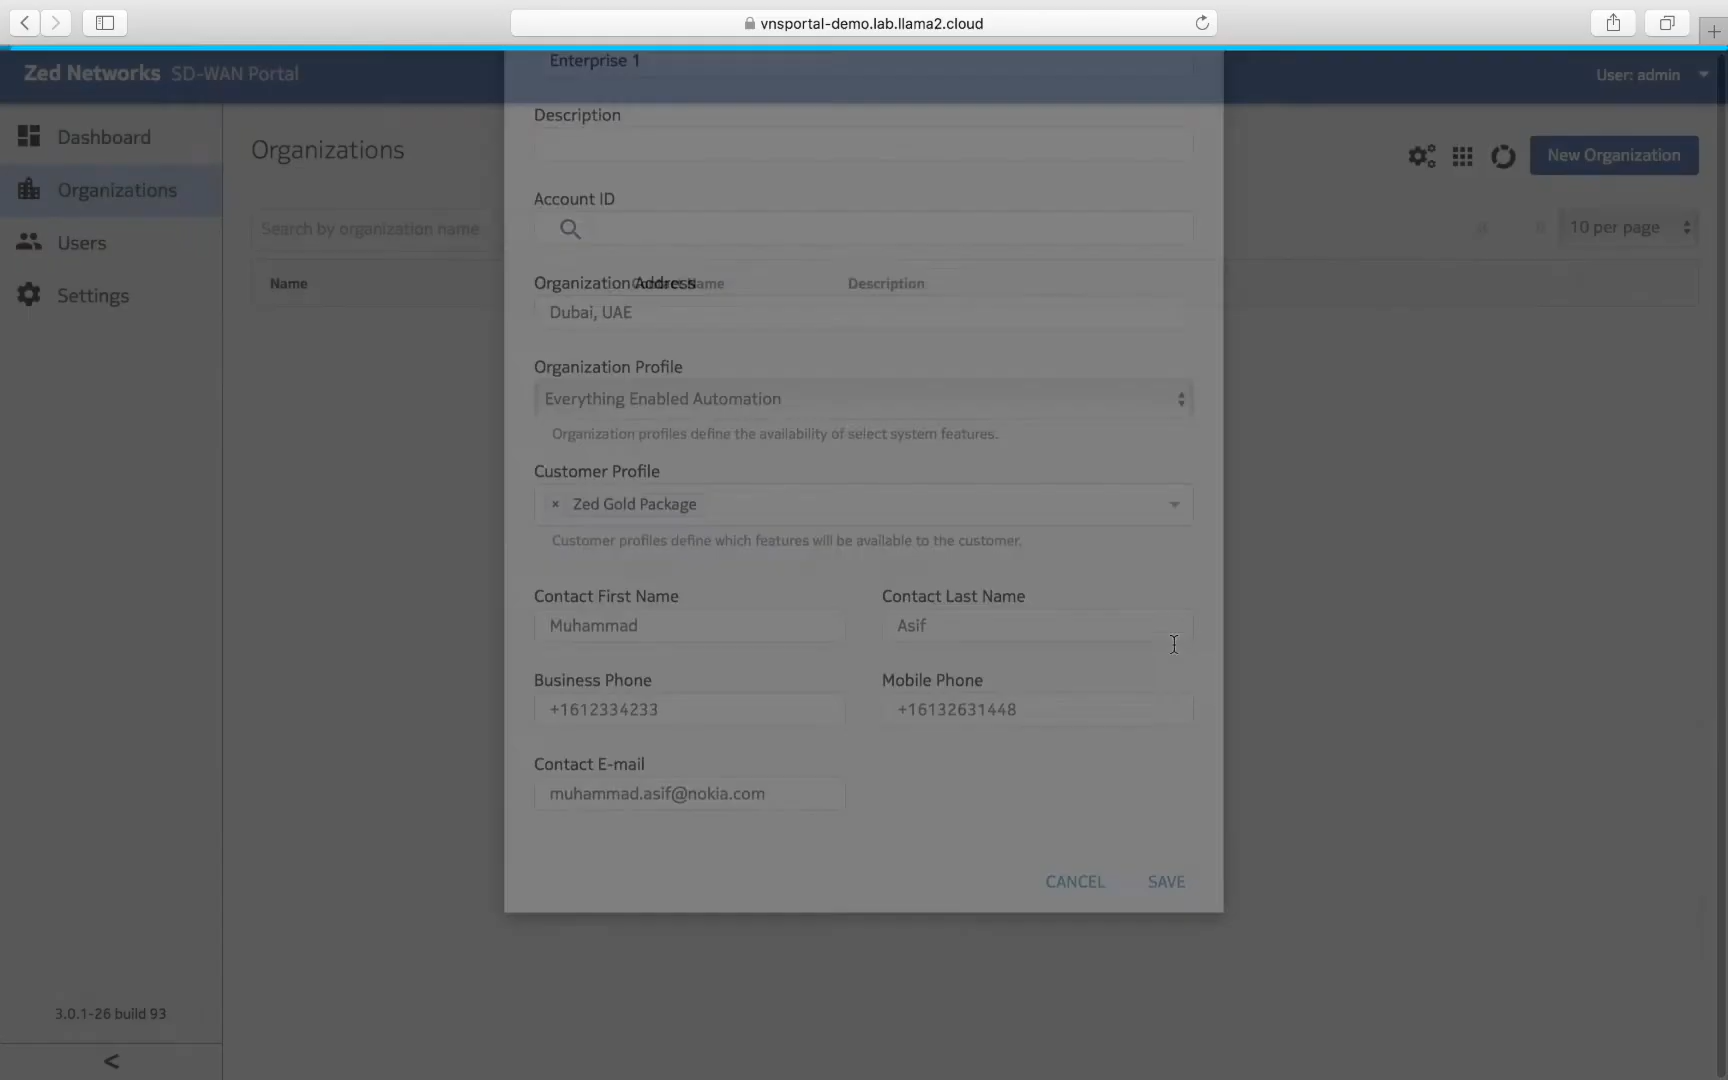 vnsportal-demo.lab.llama2.cloud
Zed Networks SD-WAN Portal
User: admin
Enterprise 1
Dashboard
Organizations
Users
Settings
Organizations
New Organization
Search by organization name
10 per page
Name
Description
Description
Account ID
Organization Address
Dubai, UAE
Organization Profile
Everything Enabled Automation
Organization profiles define the availability of select system features.
Customer Profile
× Zed Gold Package
Customer profiles define which features will be available to the customer.
Contact First Name
Contact Last Name
Muhammad
Asif
Business Phone
Mobile Phone
+1612334233
+16132631448
Contact E-mail
muhammad.asif@nokia.com
CANCEL
SAVE
3.0.1-26 build 93
<